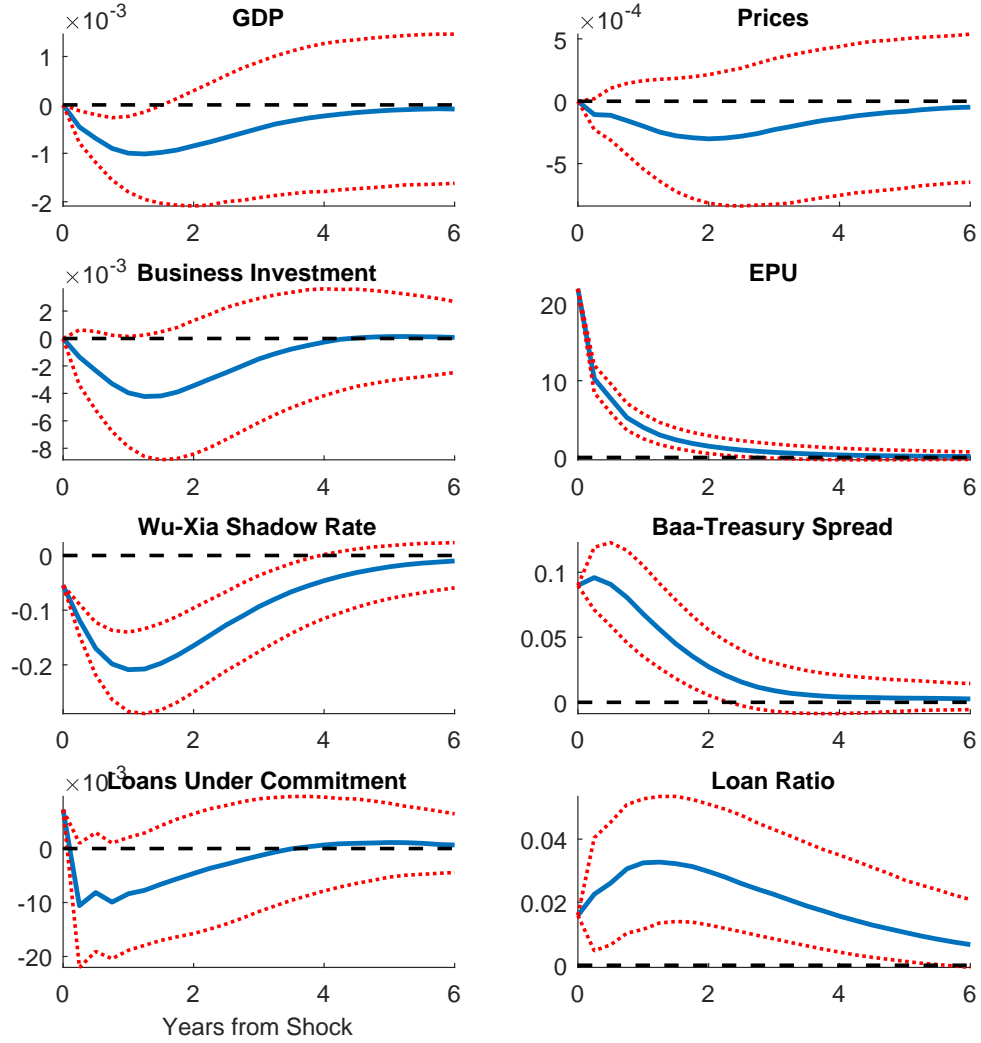 ×10⁻³ GDP
1
0
-1
-2
0 2 4 6
×10⁻⁴ Prices
5
0
-5
0 2 4 6
×10⁻³ Business Investment
2
0
-2
-4
-6
-8
0 2 4 6
EPU
20
10
0
0 2 4 6
Wu-Xia Shadow Rate
0
-0.1
-0.2
0 2 4 6
Baa-Treasury Spread
0.1
0.05
0
0 2 4 6
×10⁻³ Loans Under Commitment
0
-10
-20
0 2 4 6
Years from Shock
Loan Ratio
0.04
0.02
0
0 2 4 6